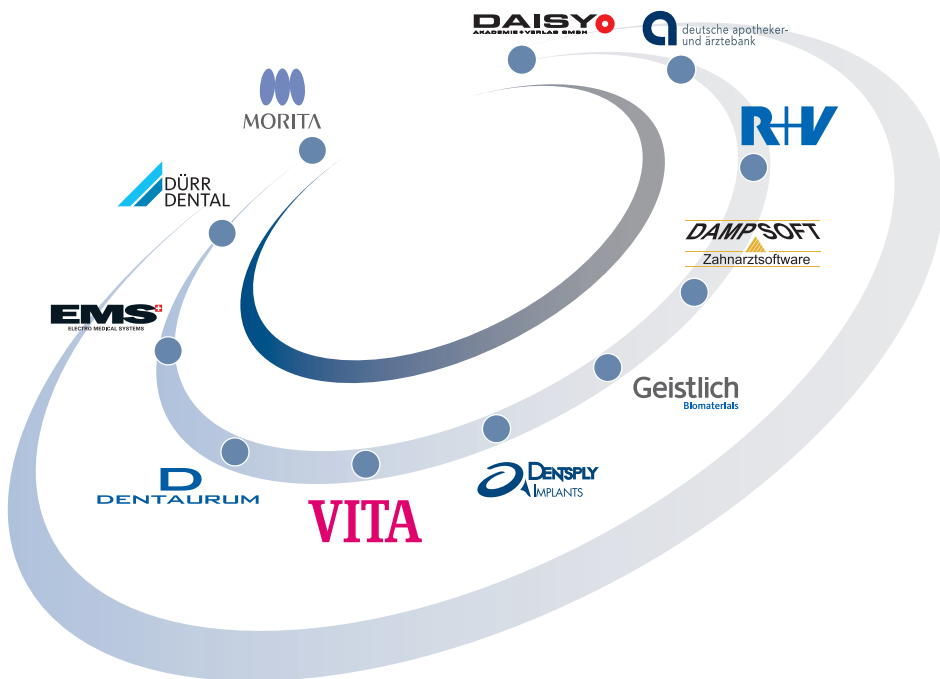 DAISY
AKADEMIE+VERLAG GMBH
deutsche apotheker-
und ärztebank
MORITA
R+V
DÜRR
DENTAL
DAMPSOFT
Zahnarztsoftware
EMS+
ELECTRO MEDICAL SYSTEMS
Geistlich
Biomaterials
D
DENTAURUM
DENTSPLY
IMPLANTS
VITA